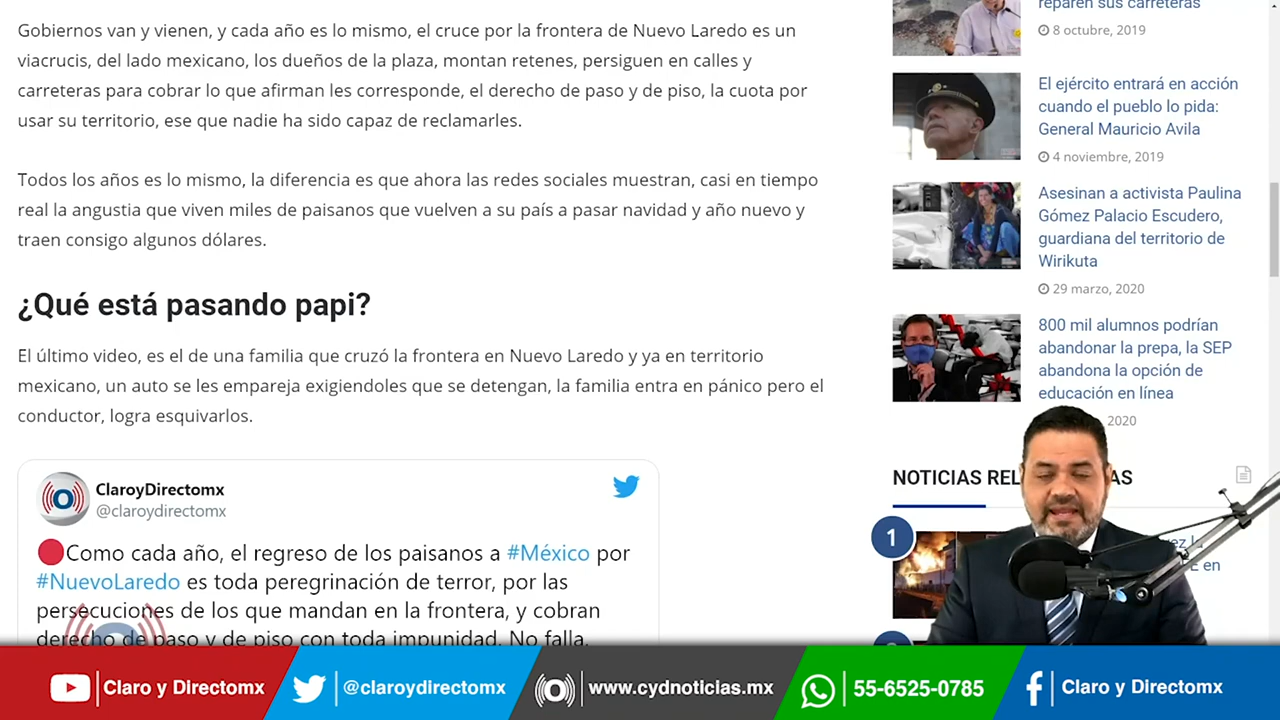 Gobiernos van y vienen, y cada año es lo mismo, el cruce por la frontera de Nuevo Laredo es un
viacrucis, del lado mexicano, los dueños de la plaza, montan retenes, persiguen en calles y
carreteras para cobrar lo que afirman les corresponde, el derecho de paso y de piso, la cuota por
usar su territorio, ese que nadie ha sido capaz de reclamarles.
Todos los años es lo mismo, la diferencia es que ahora las redes sociales muestran, casi en tiempo
real la angustia que viven miles de paisanos que vuelven a su país a pasar navidad y año nuevo y
traen consigo algunos dólares.
¿Qué está pasando papi?
El último video, es el de una familia que cruzó la frontera en Nuevo Laredo y ya en territorio
mexicano, un auto se les empareja exigiendoles que se detengan, la familia entra en pánico pero el
conductor, logra esquivarlos.
ClaroyDirectomx
@claroydirectomx
Como cada año, el regreso de los paisanos a #México por
#NuevoLaredo es toda peregrinación de terror, por las
persecuciones de los que mandan en la frontera, y cobran
derecho de paso y de piso con toda impunidad. No falla,
reparen sus carreteras
8 octubre, 2019
El ejército entrará en acción
cuando el pueblo lo pida:
General Mauricio Avila
4 noviembre, 2019
Asesinan a activista Paulina
Gómez Palacio Escudero,
guardiana del territorio de
Wirikuta
29 marzo, 2020
800 mil alumnos podrían
abandonar la prepa, la SEP
abandona la opción de
educación en línea
2020
NOTICIAS REL AS
1
E en
Claro y Directomx
@claroydirectomx
www.cydnoticias.mx
55-6525-0785
Claro y Directomx